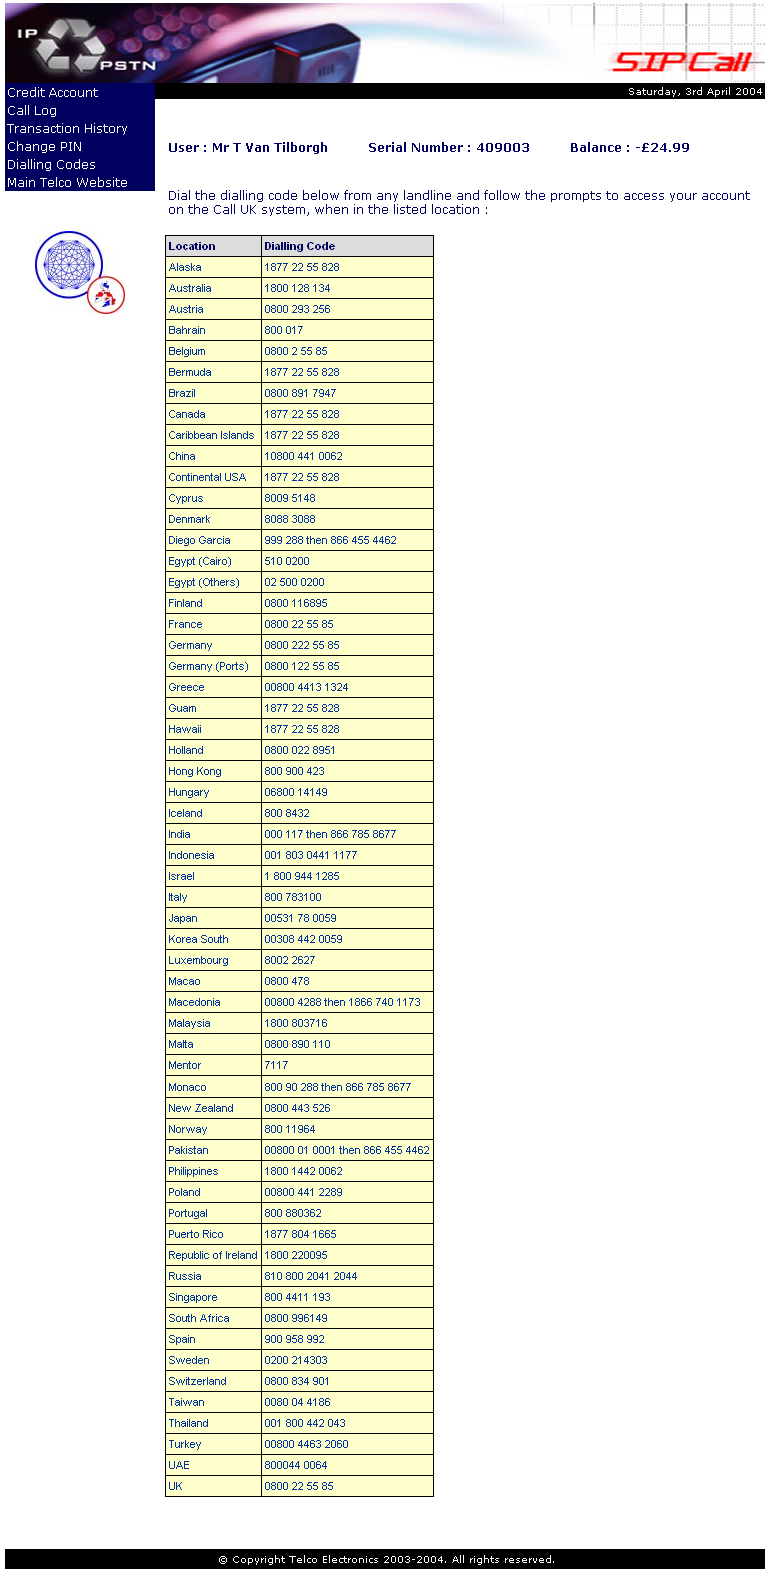 IP
PSTN
SIPCall
Saturday, 3rd April 2004
Credit Account
Call Log
Transaction History
Change PIN
Dialling Codes
Main Telco Website
User : Mr T Van Tilborgh Serial Number : 409003 Balance : -£24.99
Dial the dialling code below from any landline and follow the prompts to access your account
on the Call UK system, when in the listed location :
Location Dialling Code
Alaska 1877 22 55 828
Australia 1800 128 134
Austria 0800 293 256
Bahrain 800 017
Belgium 0800 2 55 85
Bermuda 1877 22 55 828
Brazil 0800 891 7947
Canada 1877 22 55 828
Caribbean Islands 1877 22 55 828
China 10800 441 0062
Continental USA 1877 22 55 828
Cyprus 8009 5148
Denmark 8088 3088
Diego Garcia 999 288 then 866 455 4462
Egypt (Cairo) 510 0200
Egypt (Others) 02 500 0200
Finland 0800 116895
France 0800 22 55 85
Germany 0800 222 55 85
Germany (Ports) 0800 122 55 85
Greece 00800 4413 1324
Guam 1877 22 55 828
Hawaii 1877 22 55 828
Holland 0800 022 8951
Hong Kong 800 900 423
Hungary 06800 14149
Iceland 800 8432
India 000 117 then 866 785 8677
Indonesia 001 803 0441 1177
Israel 1 800 944 1285
Italy 800 783100
Japan 00531 78 0059
Korea South 00308 442 0059
Luxembourg 8002 2627
Macao 0800 478
Macedonia 00800 4288 then 1866 740 1173
Malaysia 1800 803716
Malta 0800 890 110
Mentor 7117
Monaco 800 90 288 then 866 785 8677
New Zealand 0800 443 526
Norway 800 11964
Pakistan 00800 01 0001 then 866 455 4462
Philippines 1800 1442 0062
Poland 00800 441 2289
Portugal 800 880362
Puerto Rico 1877 804 1665
Republic of Ireland 1800 220095
Russia 810 800 2041 2044
Singapore 800 4411 193
South Africa 0800 996149
Spain 900 958 992
Sweden 0200 214303
Switzerland 0800 834 901
Taiwan 0080 04 4186
Thailand 001 800 442 043
Turkey 00800 4463 2060
UAE 800044 0064
UK 0800 22 55 85
© Copyright Telco Electronics 2003-2004. All rights reserved.